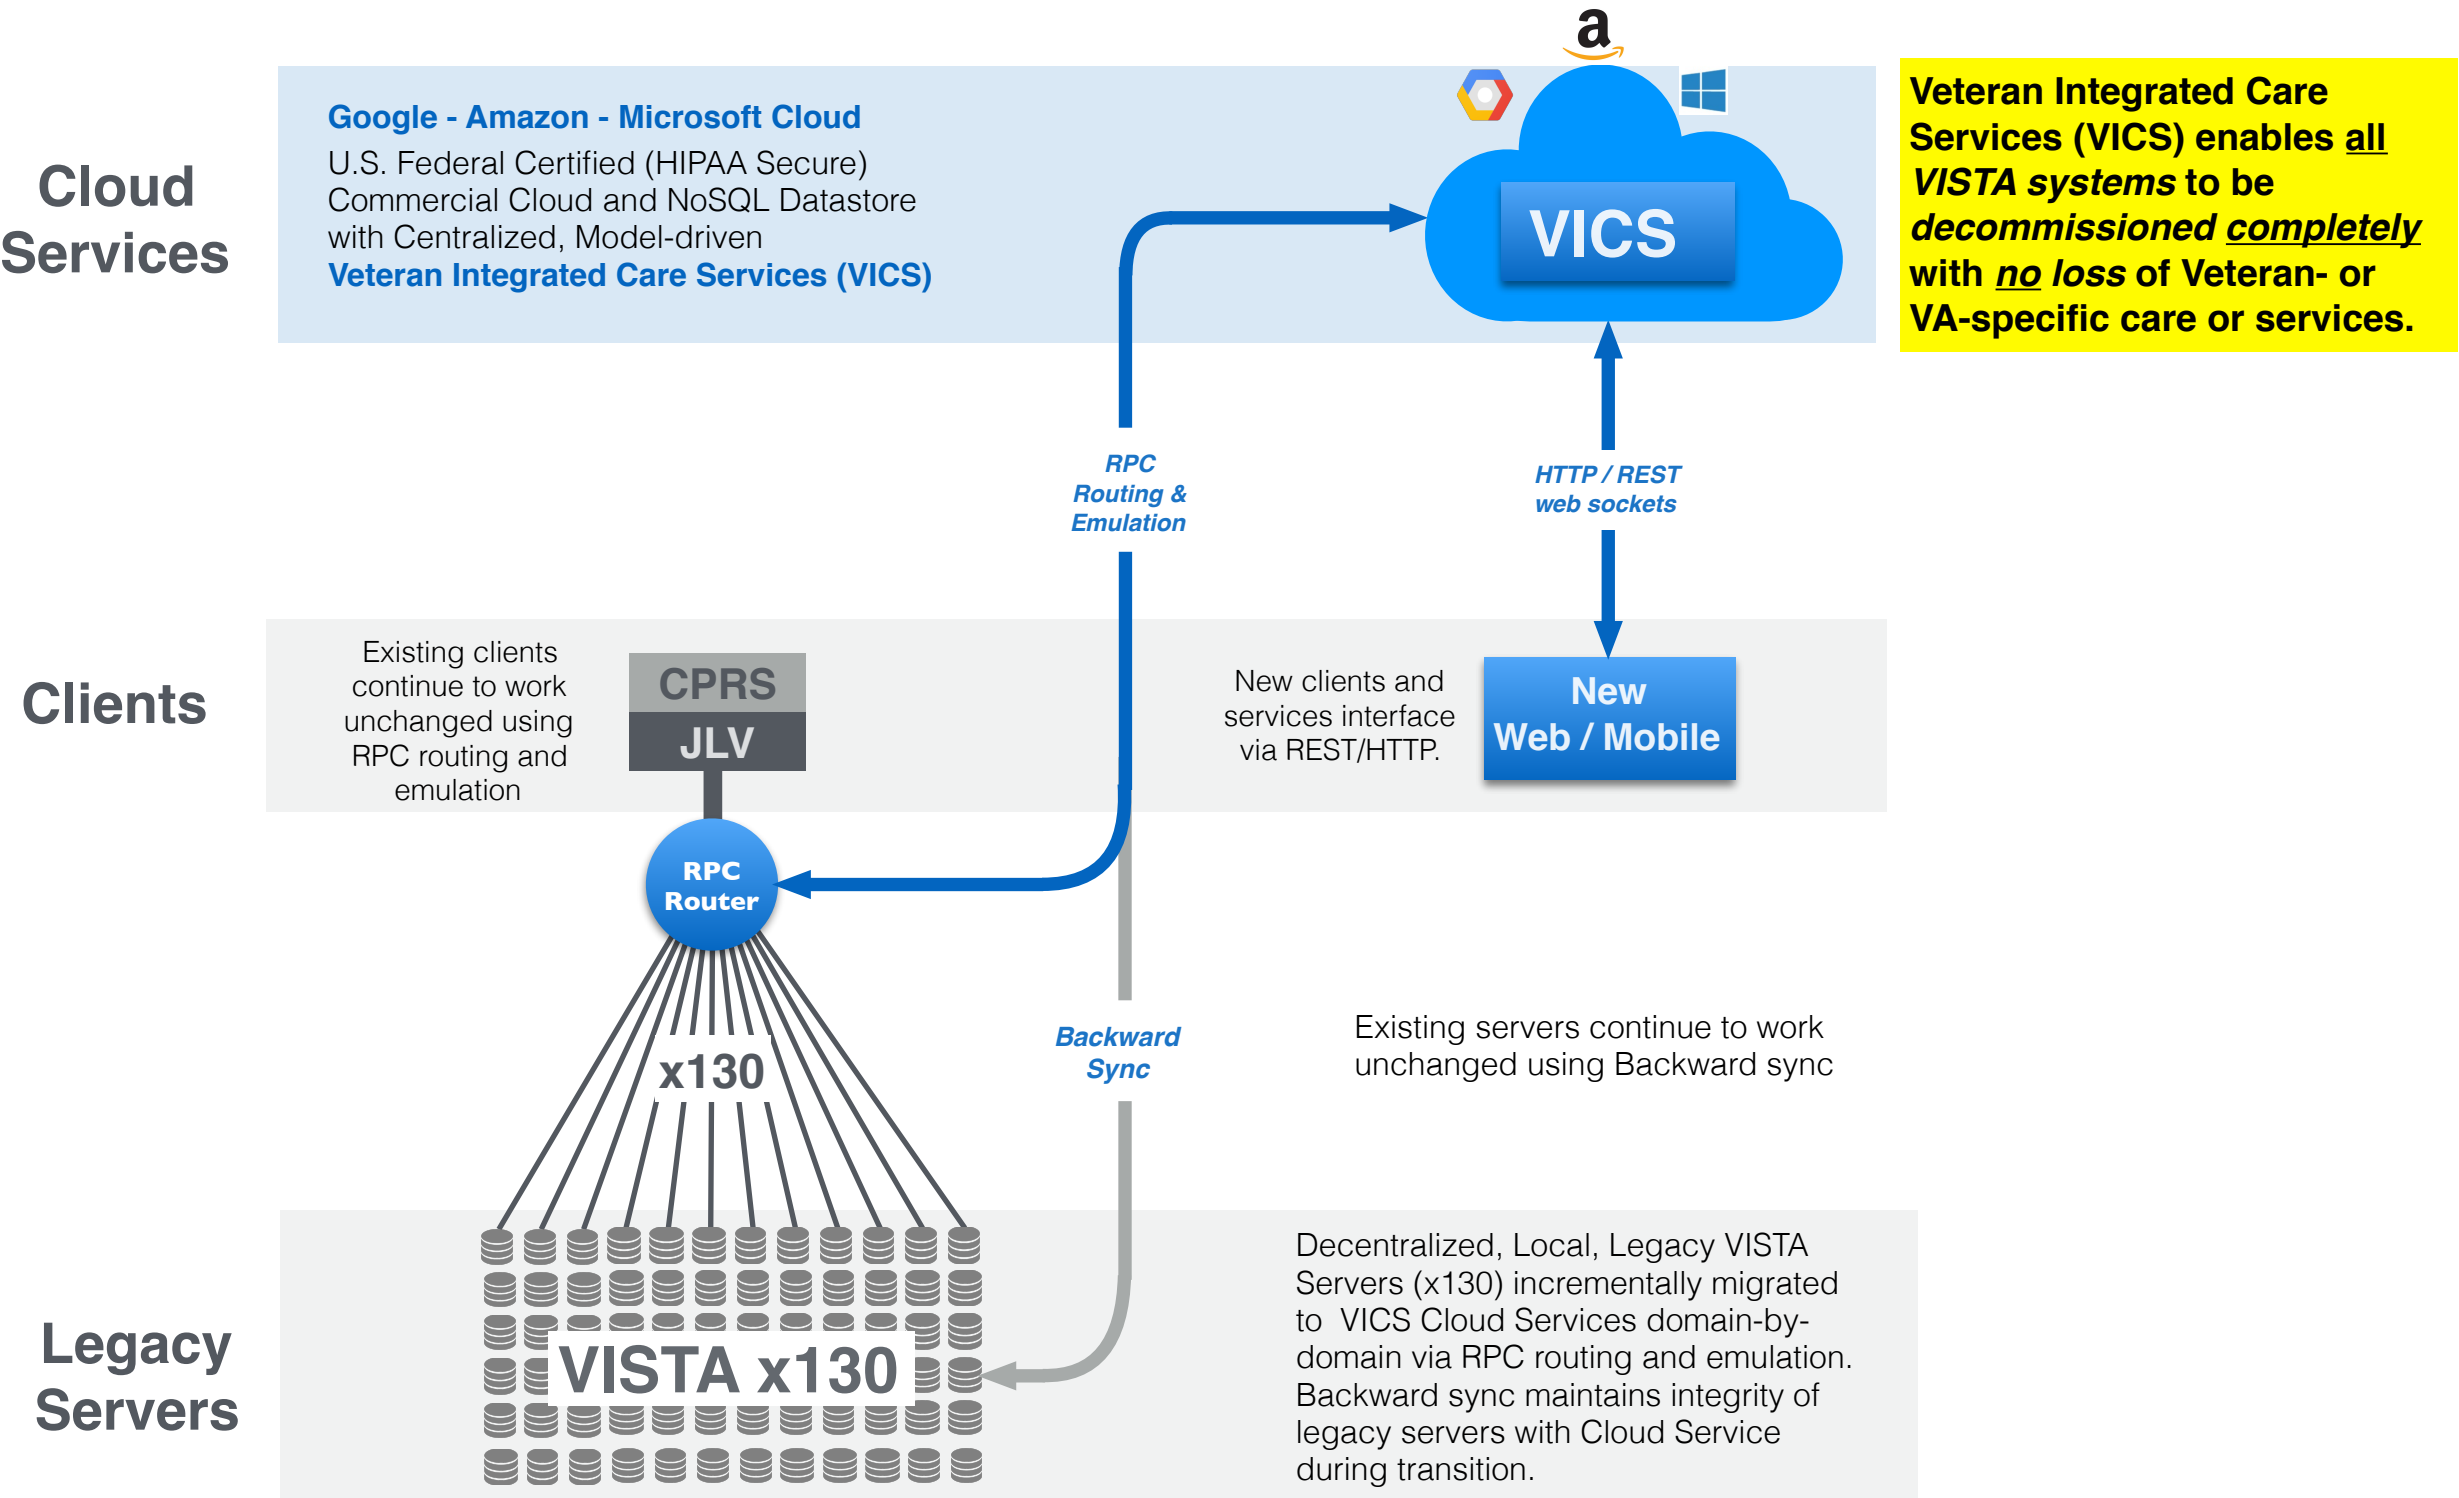 a
Cloud
Services
Google - Amazon - Microsoft Cloud
U.S. Federal Certified (HIPAA Secure)
Commercial Cloud and NoSQL Datastore
with Centralized, Model-driven
Veteran Integrated Care Services (VICS)
VICS
Veteran Integrated Care
Services (VICS) enables all
VISTA systems to be
decommissioned completely
with no loss of Veteran- or
VA-specific care or services.
RPC
Routing &
Emulation
HTTP / REST
web sockets
Clients
Existing clients
continue to work
unchanged using
RPC routing and
emulation
CPRS
JLV
New clients and
services interface
via REST/HTTP.
New
Web / Mobile
RPC
Router
x130
Backward
Sync
Existing servers continue to work
unchanged using Backward sync
Legacy
Servers
VISTA x130
Decentralized, Local, Legacy VISTA
Servers (x130) incrementally migrated
to  VICS Cloud Services domain-by-
domain via RPC routing and emulation.
Backward sync maintains integrity of
legacy servers with Cloud Service
during transition.